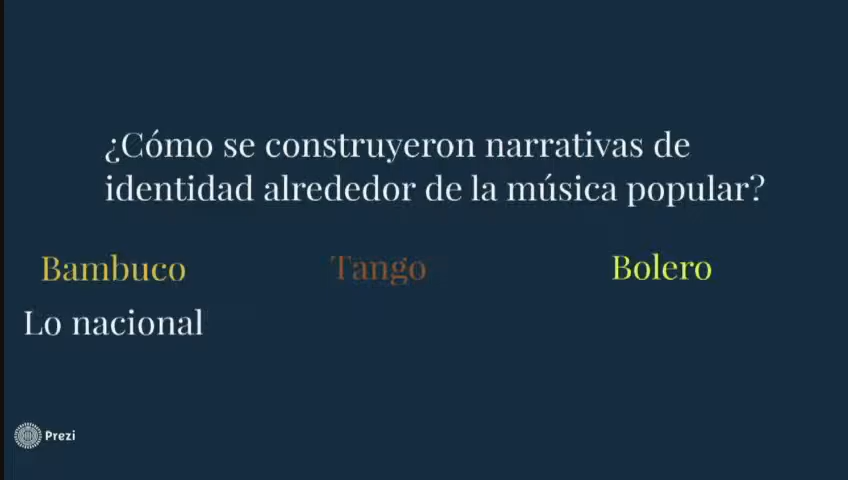 ¿Cómo se construyeron narrativas de
identidad alrededor de la música popular?
Bambuco Tango Bolero
Lo nacional
Prezi